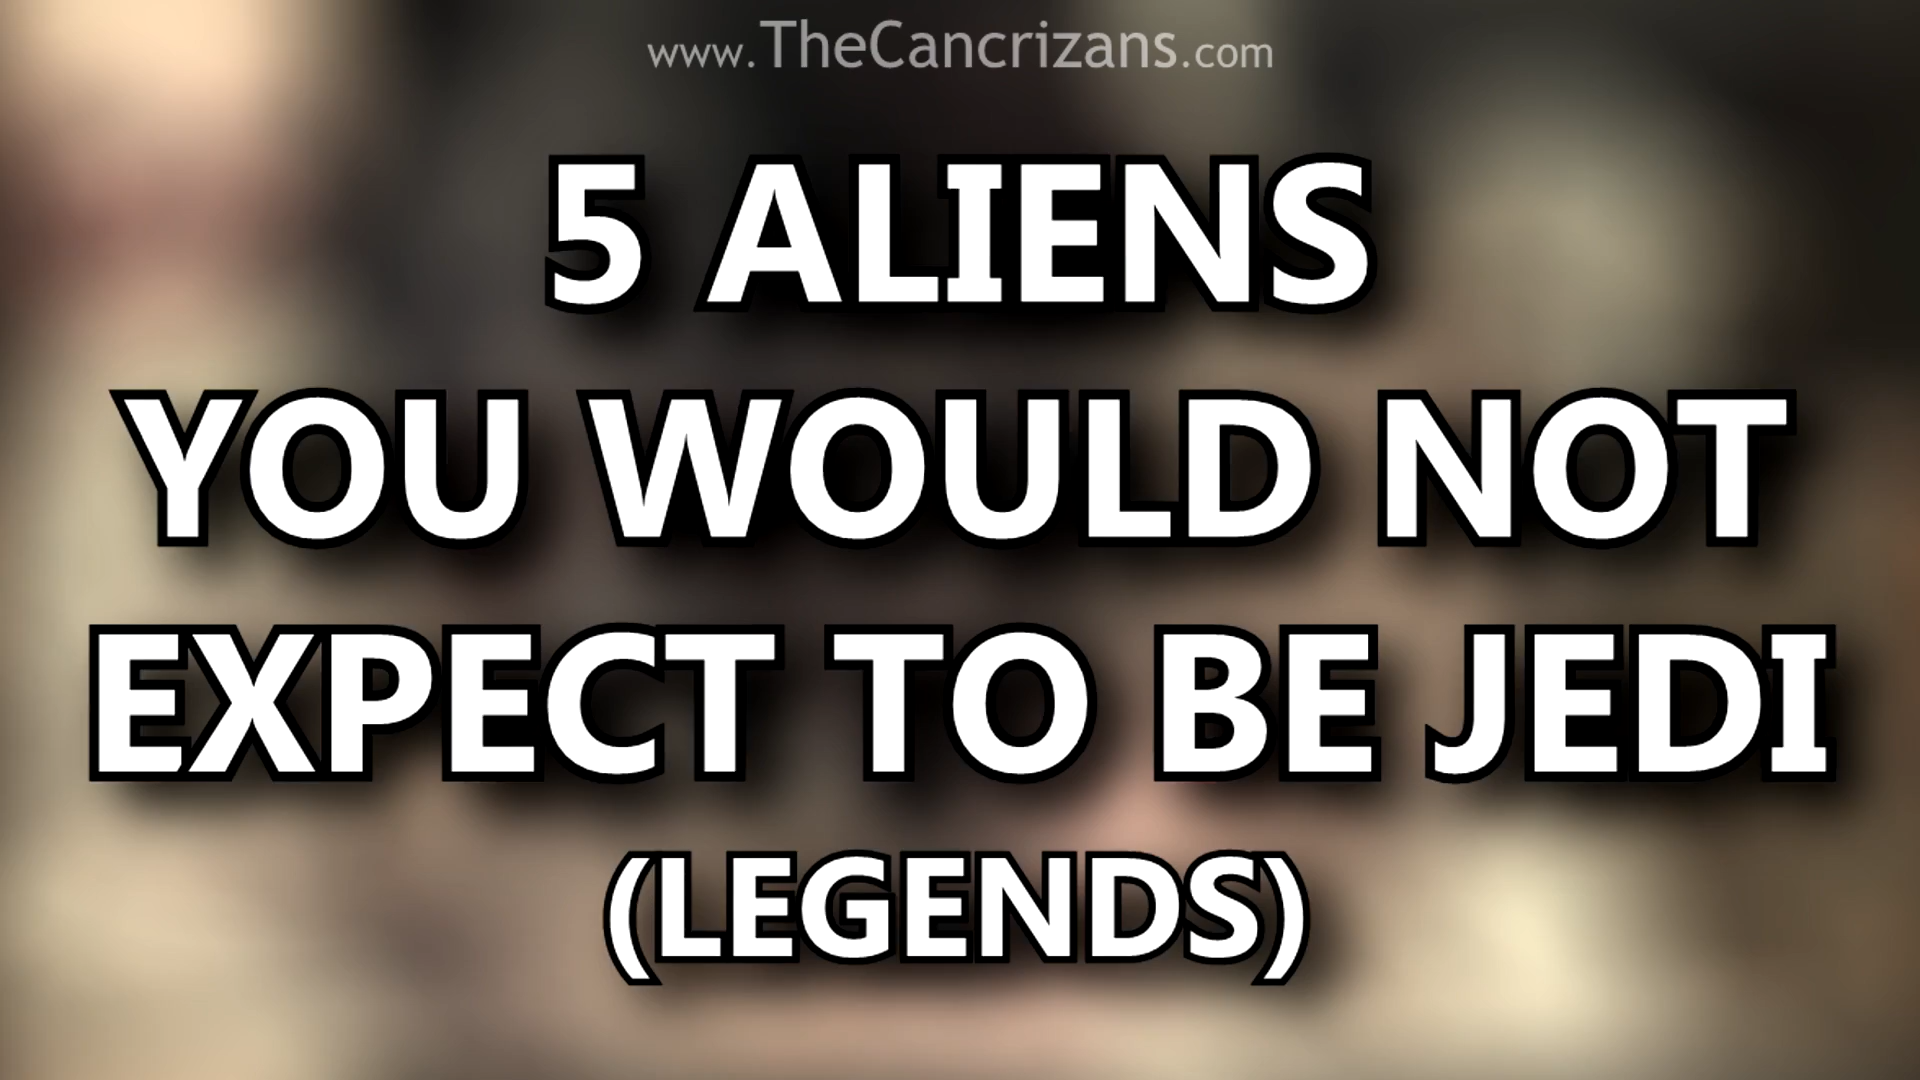 www.TheCancrizans.com
5 ALIENS
YOU WOULD NOT
EXPECT TO BE JEDI
(LEGENDS)